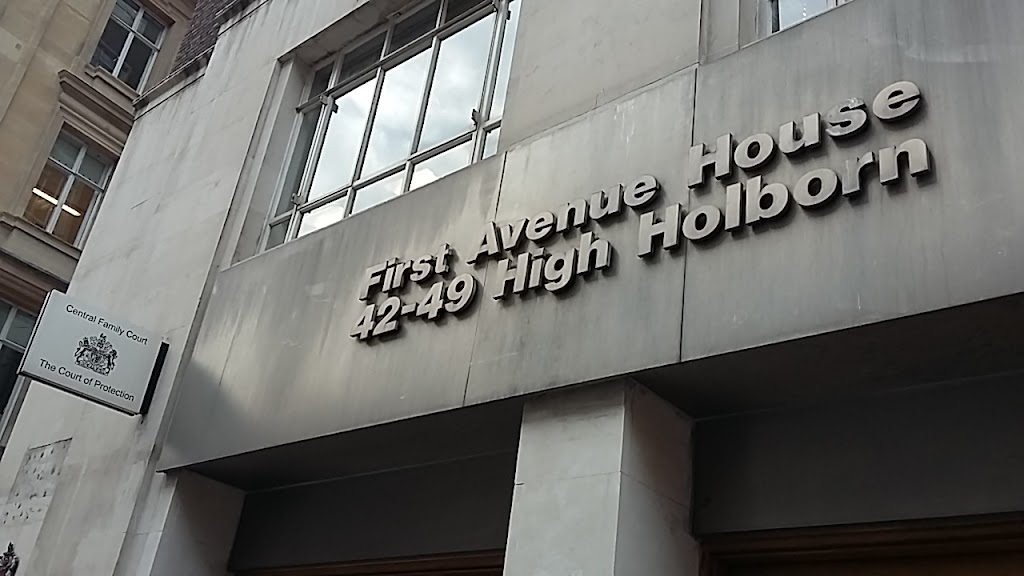 First Avenue House
42-49 High Holborn
Central Family Court
The Court of Protection